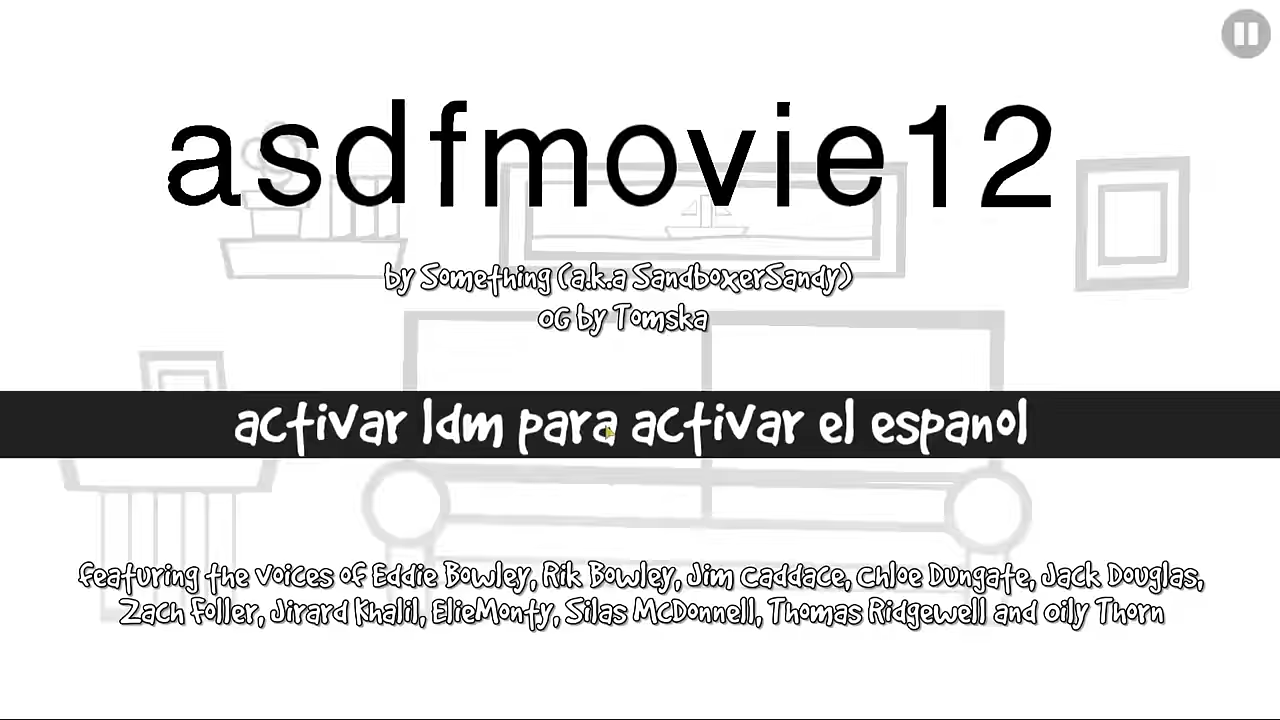 asdfmovie12
by Something (a.k.a SandboxerSandy)
OG by Tomska
activar ldm para activar el espanol
featuring the voices of Eddie Bowley, Rik Bowley, Jim Caddace, Chloe Dungate, Jack Douglas,
Zach Foller, Jirard Khalil, ElieMonty, Silas McDonnell, Thomas Ridgewell and Oily Thorn